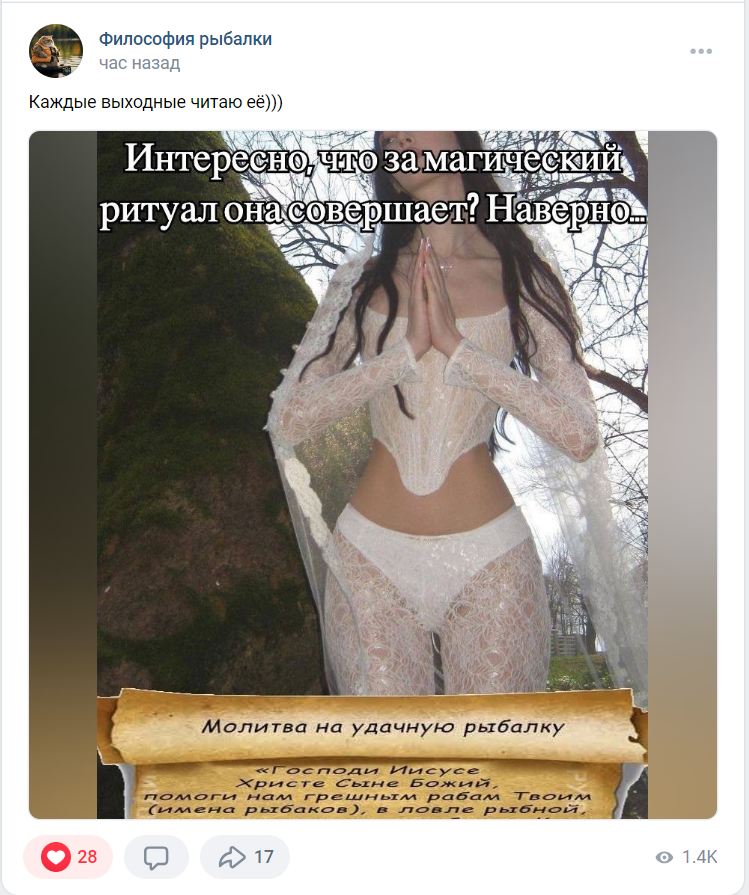 Философия рыбалки
час назад
Каждые выходные читаю её)))
Интересно, что за магический
ритуал она совершает? Наверно...
Молитва на удачную рыбалку
«Господи Иисусе
Христе Сыне Божий,
помоги нам грешным рабам Твоим
(имена рыбаков), в ловле рыбной,
28
17
1.4K